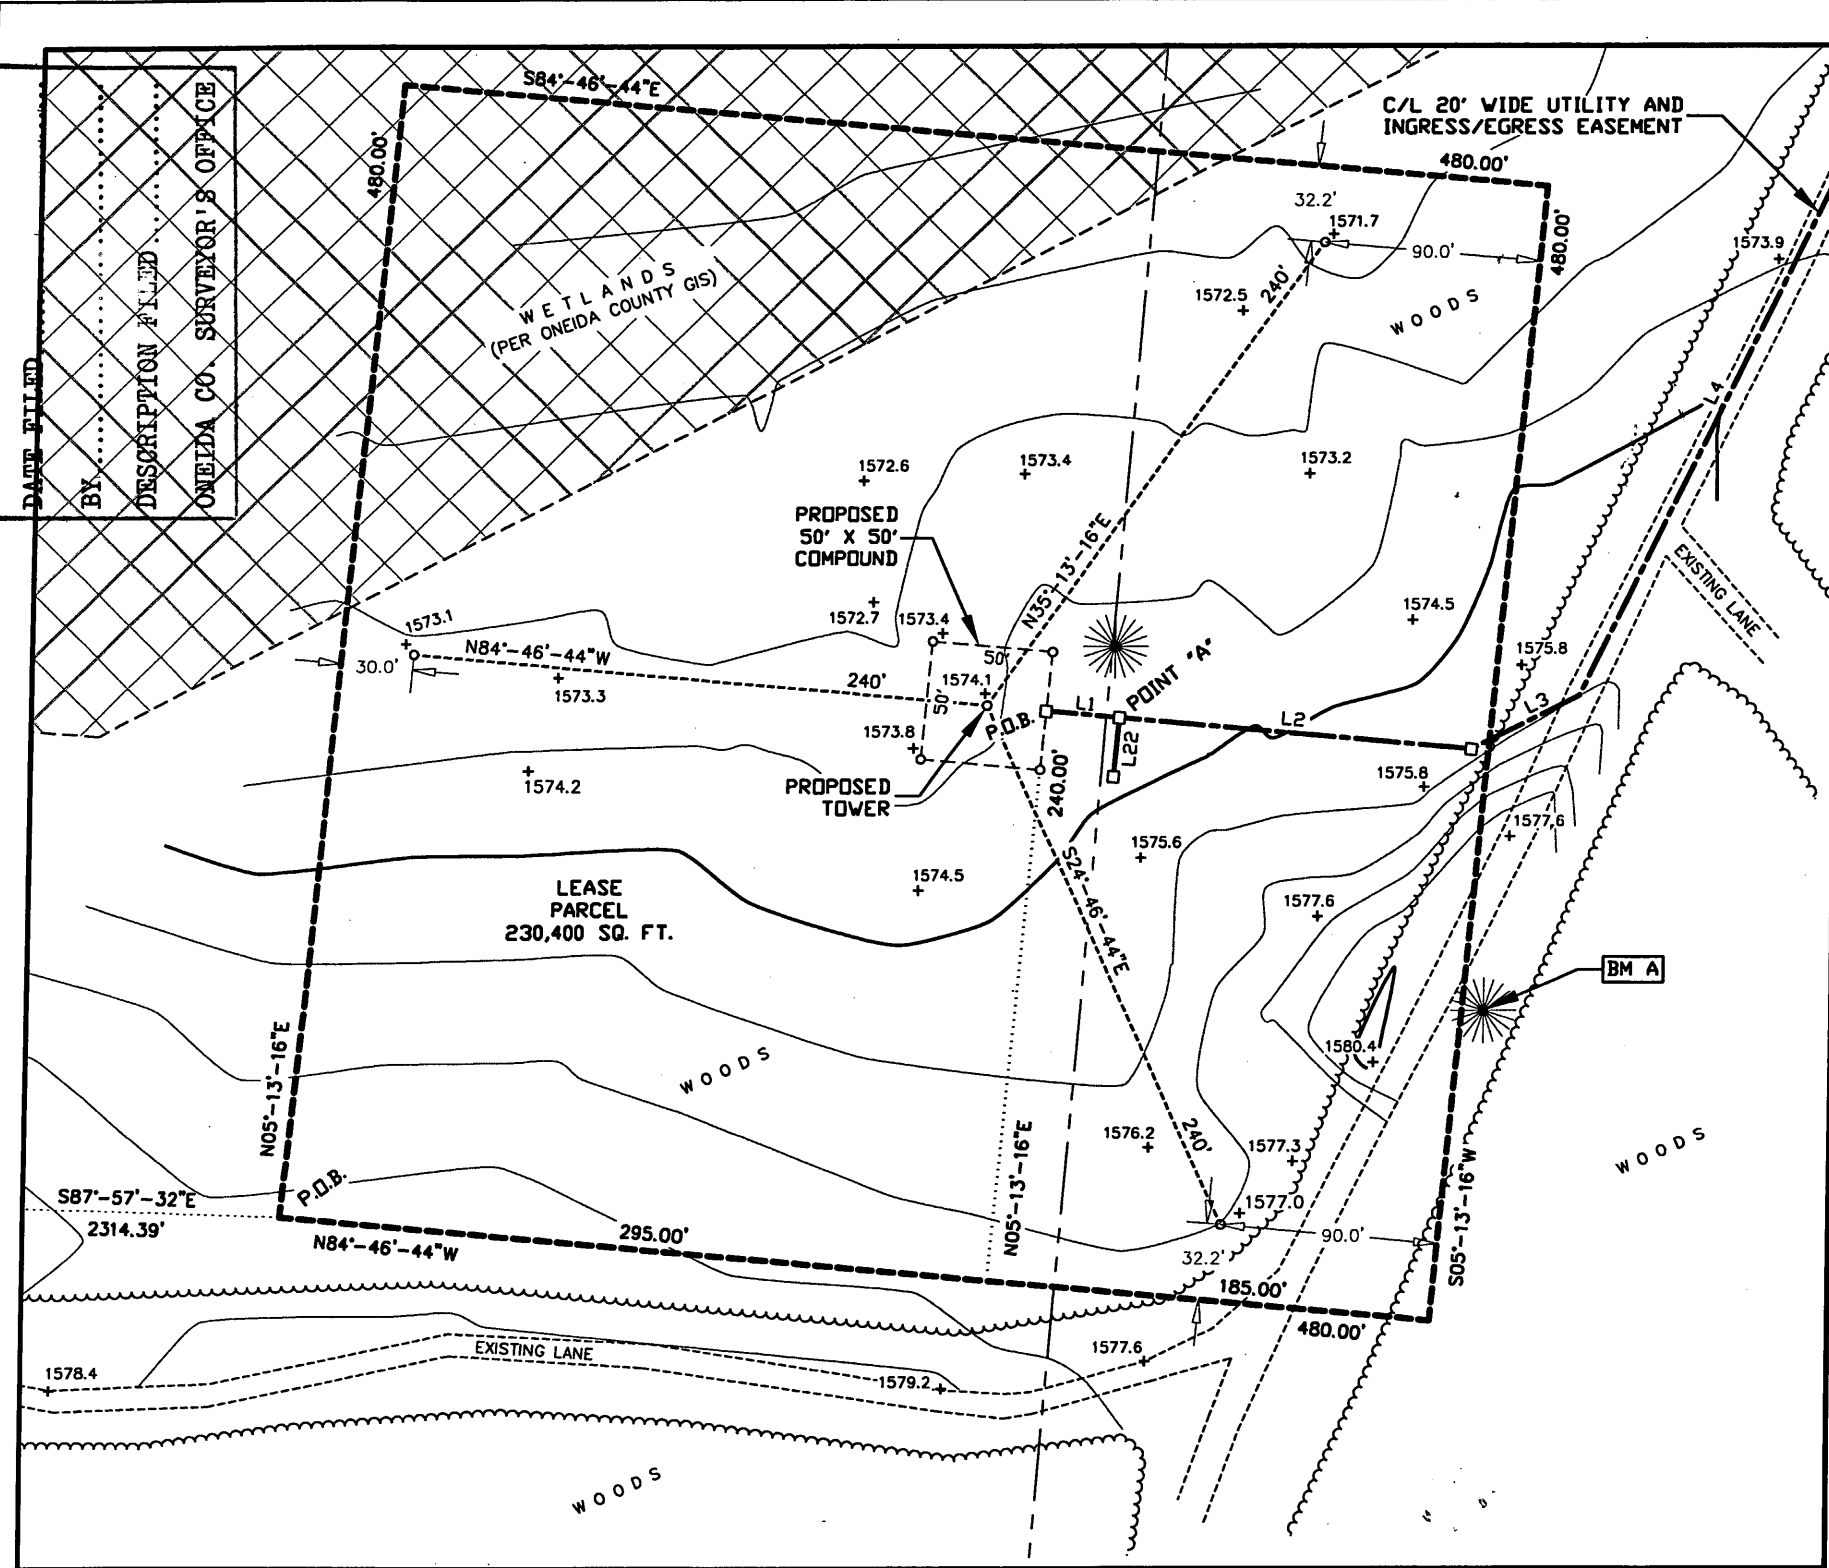 DATE FILED
BY
DESCRIPTION FILED
ONEIDA CO. SURVEYOR'S OFFICE
S84°-46'-44"E
480.00'
C/L 20' WIDE UTILITY AND
INGRESS/EGRESS EASEMENT
480.00'
480.00'
32.2'
1571.7
90.0'
1573.9
240'
1572.5
WOODS
WETLANDS
(PER ONEIDA COUNTY GIS)
L4
1572.6
1573.4
1573.2
PROPOSED
50' X 50'
COMPOUND
N35°-13'-16"E
EXISTING LANE
1573.1
1572.7
1573.4
1574.5
N84°-46'-44"W
30.0'
240'
50'
50'
1574.1
POINT "A"
1575.8
1573.3
P.O.B.
L1
L2
L3
1573.8
L22
1574.2
PROPOSED
TOWER
240.00'
1575.8
1577.6
1575.6
S24°-46'-44"E
LEASE
PARCEL
230,400 SQ. FT.
1574.5
1577.6
BM A
1580.4
N05°-13'-16"E
WOODS
N05°-13'-16"E
1576.2
240'
1577.3
S05°-13'-16"W
WOODS
S87°-57'-32"E
2314.39'
P.O.B.
1577.0
N84°-46'-44"W
295.00'
90.0'
32.2'
185.00'
480.00'
EXISTING LANE
1577.6
1578.4
1579.2
WOODS